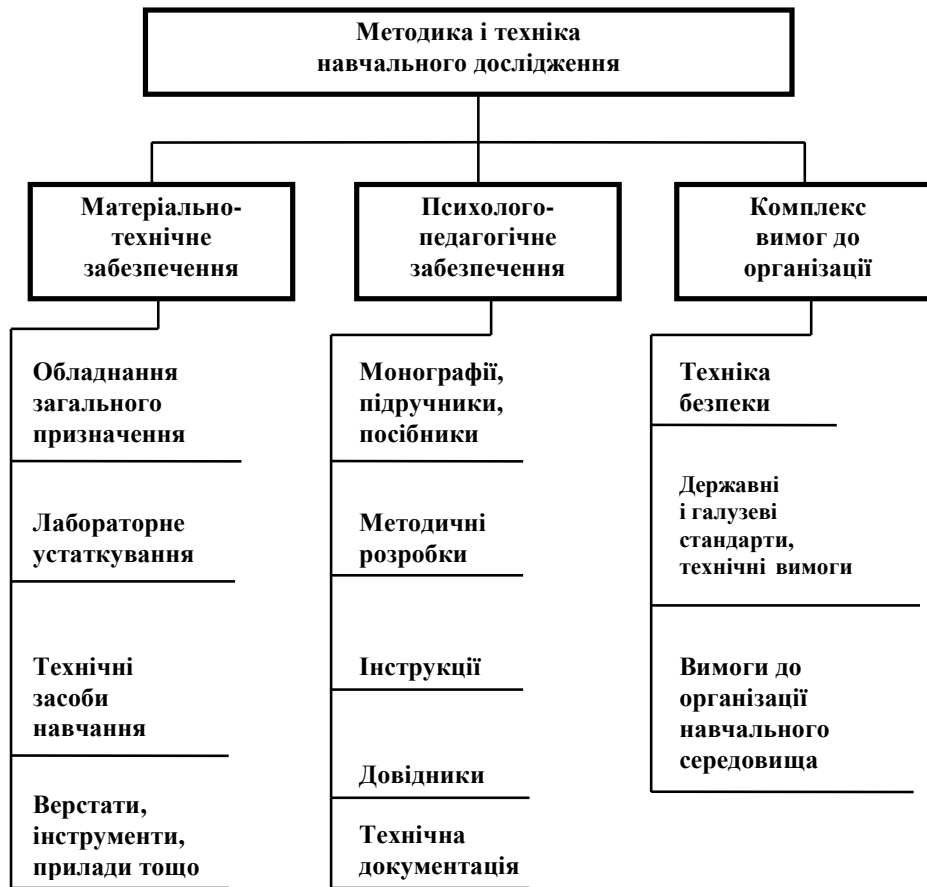 Методика і техніка
навчального дослідження
Матеріально-
технічне
забезпечення
Психолого-
педагогічне
забезпечення
Комплекс
вимог до
організації
Обладнання
загального
призначення
Лабораторне
устаткування
Технічні
засоби
навчання
Верстати,
інструменти,
прилади тощо
Монографії,
підручники,
посібники
Методичні
розробки
Інструкції
Довідники
Технічна
документація
Техніка
безпеки
Державні
і галузеві
стандарти,
технічні вимоги
Вимоги до
організації
навчального
середовища